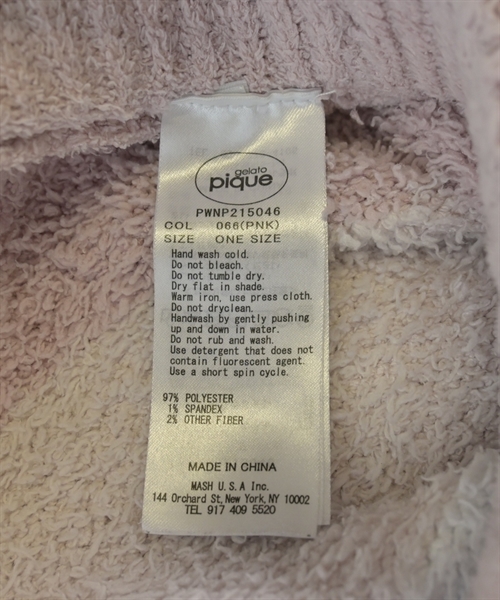 gelato
pique
PWNP215046
COL 066(PNK)
SIZE ONE SIZE
Hand wash cold.
Do not bleach.
Do not tumble dry.
Dry flat in shade.
Warm iron, use press cloth.
Do not dryclean.
Handwash by gently pushing
up and down in water.
Do not rub and wash.
Use detergent that does not
contain fluorescent agent.
Use a short spin cycle.
97% POLYESTER
1% SPANDEX
2% OTHER FIBER
MADE IN CHINA
MASH U.S.A Inc.
144 Orchard St, New York, NY 10002
TEL 917 409 5520